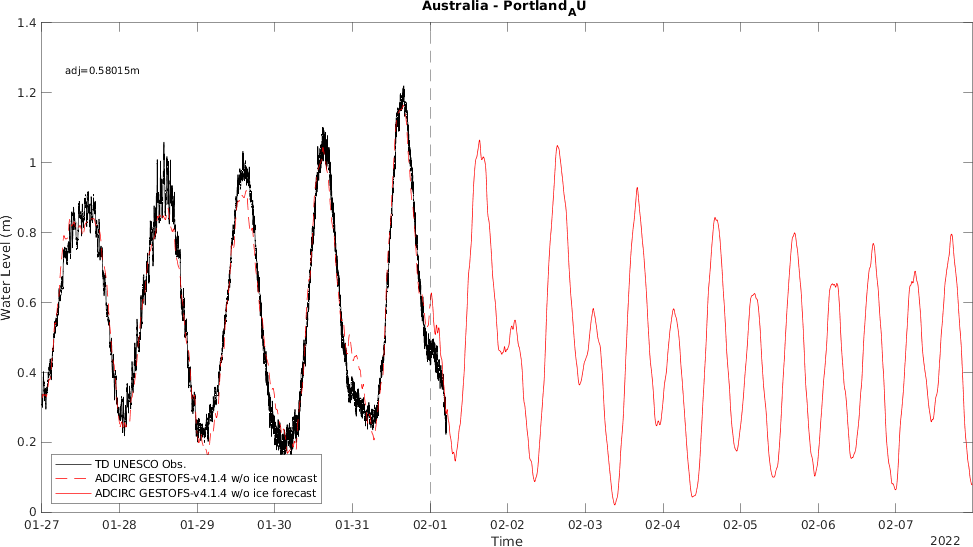 Australia - PortlandAU
1.4
adj=0.58015m
1.2
1
0.8
0.6
0.4
0.2
0
Water Level (m)
TD UNESCO Obs.
ADCIRC GESTOFS-v4.1.4 w/o ice nowcast
ADCIRC GESTOFS-v4.1.4 w/o ice forecast
01-27 01-28 01-29 01-30 01-31 02-01 02-02 02-03 02-04 02-05 02-06 02-07
Time
2022